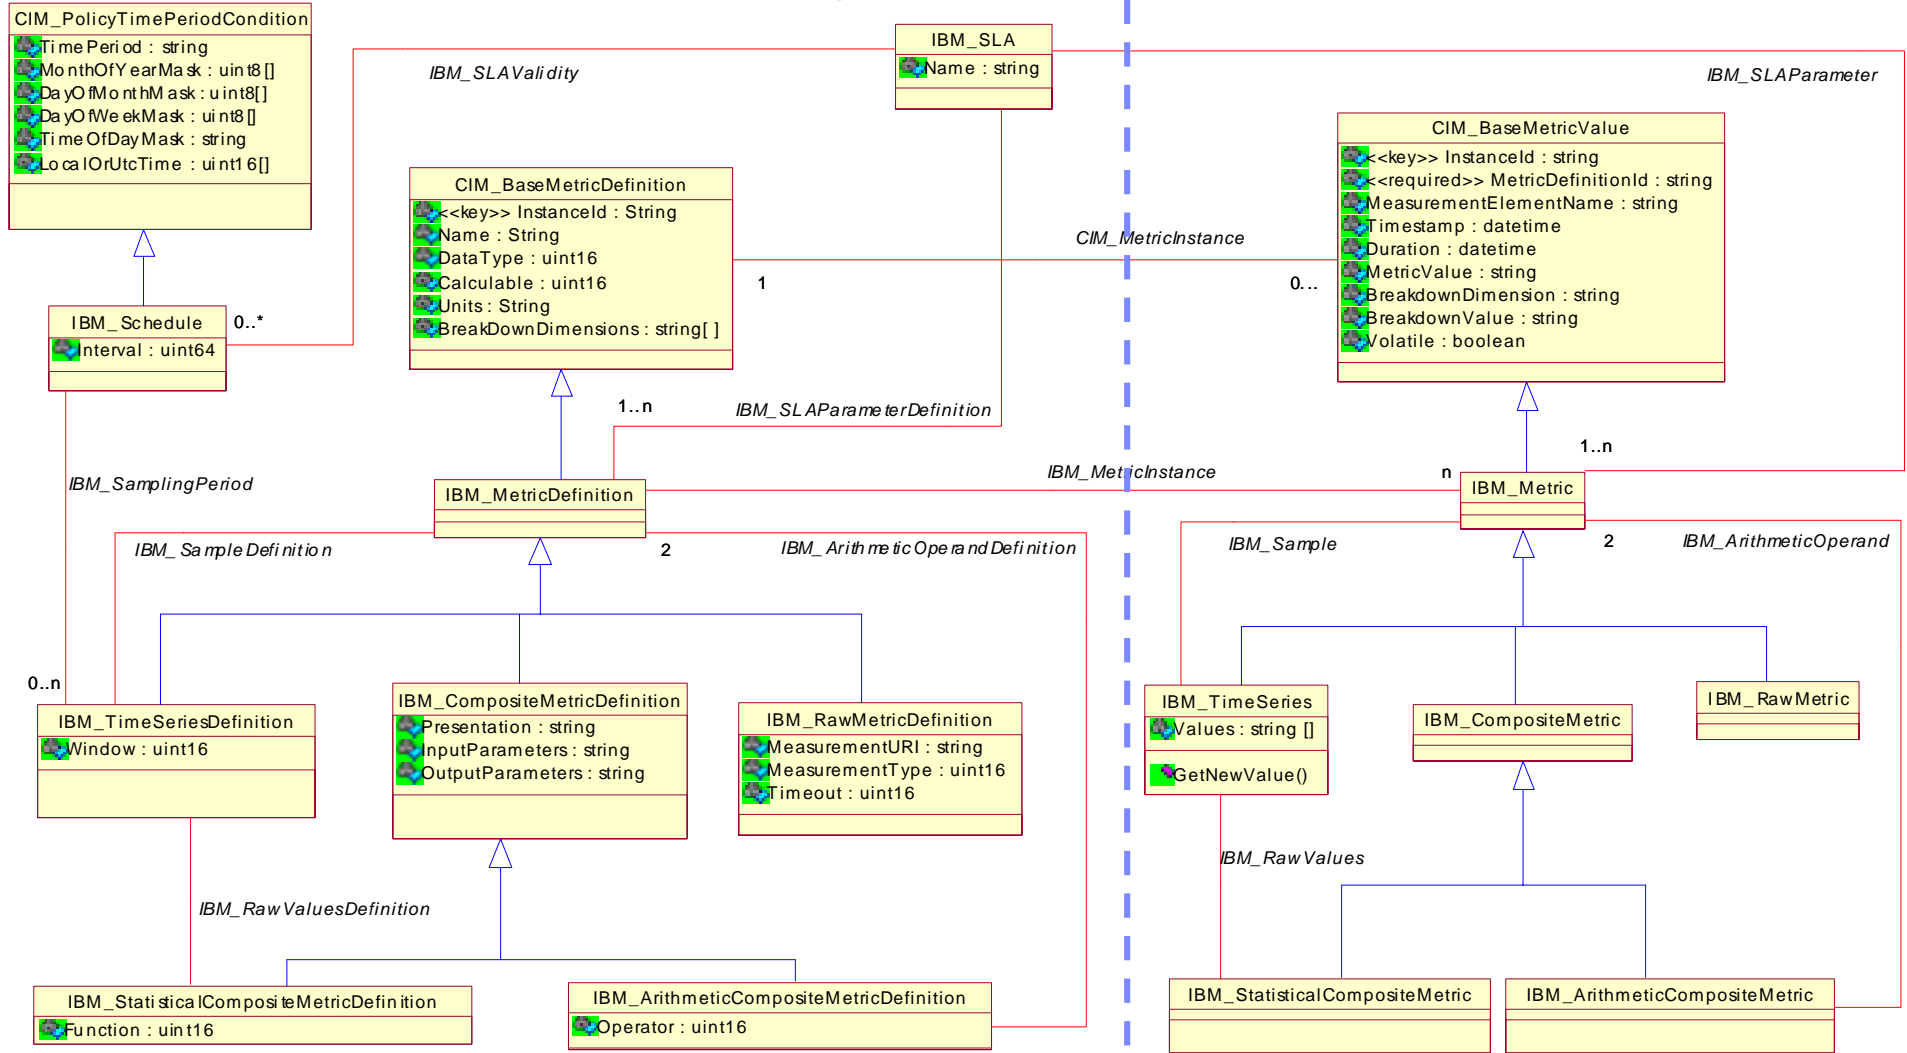 CIM_PolicyTimePeriodCondition
TimePeriod : string
MonthOfYearMask : uint8[]
DayOfMonthMask : uint8[]
DayOfWeekMask : uint8[]
TimeOfDayMask : string
LocalOrUtcTime : uint16[]
IBM_SLA
Name : string
IBM_SLAValidity
IBM_SLAParameter
CIM_BaseMetricDefinition
<<key>> InstanceId : String
Name : String
DataType : uint16
Calculable : uint16
Units : String
BreakDownDimensions : string[ ]
CIM_BaseMetricValue
<<key>> InstanceId : string
<<required>> MetricDefinitionId : string
MeasurementElementName : string
Timestamp : datetime
Duration : datetime
MetricValue : string
BreakdownDimension : string
BreakdownValue : string
Volatile : boolean
CIM_MetricInstance
1
0...
IBM_Schedule
Interval : uint64
0..*
1..n
IBM_SLAParameterDefinition
1..n
IBM_SamplingPeriod
IBM_MetricDefinition
IBM_MetricInstance
n
IBM_Metric
IBM_SampleDefinition
2
IBM_ArithmeticOperandDefinition
IBM_Sample
2
IBM_ArithmeticOperand
0..n
IBM_TimeSeriesDefinition
Window : uint16
IBM_CompositeMetricDefinition
Presentation : string
InputParameters : string
OutputParameters : string
IBM_RawMetricDefinition
MeasurementURI : string
MeasurementType : uint16
Timeout : uint16
IBM_TimeSeries
Values : string []
GetNewValue()
IBM_CompositeMetric
IBM_RawMetric
IBM_RawValuesDefinition
IBM_RawValues
IBM_StatisticalCompositeMetricDefinition
Function : uint16
IBM_ArithmeticCompositeMetricDefinition
Operator : uint16
IBM_StatisticalCompositeMetric
IBM_ArithmeticCompositeMetric